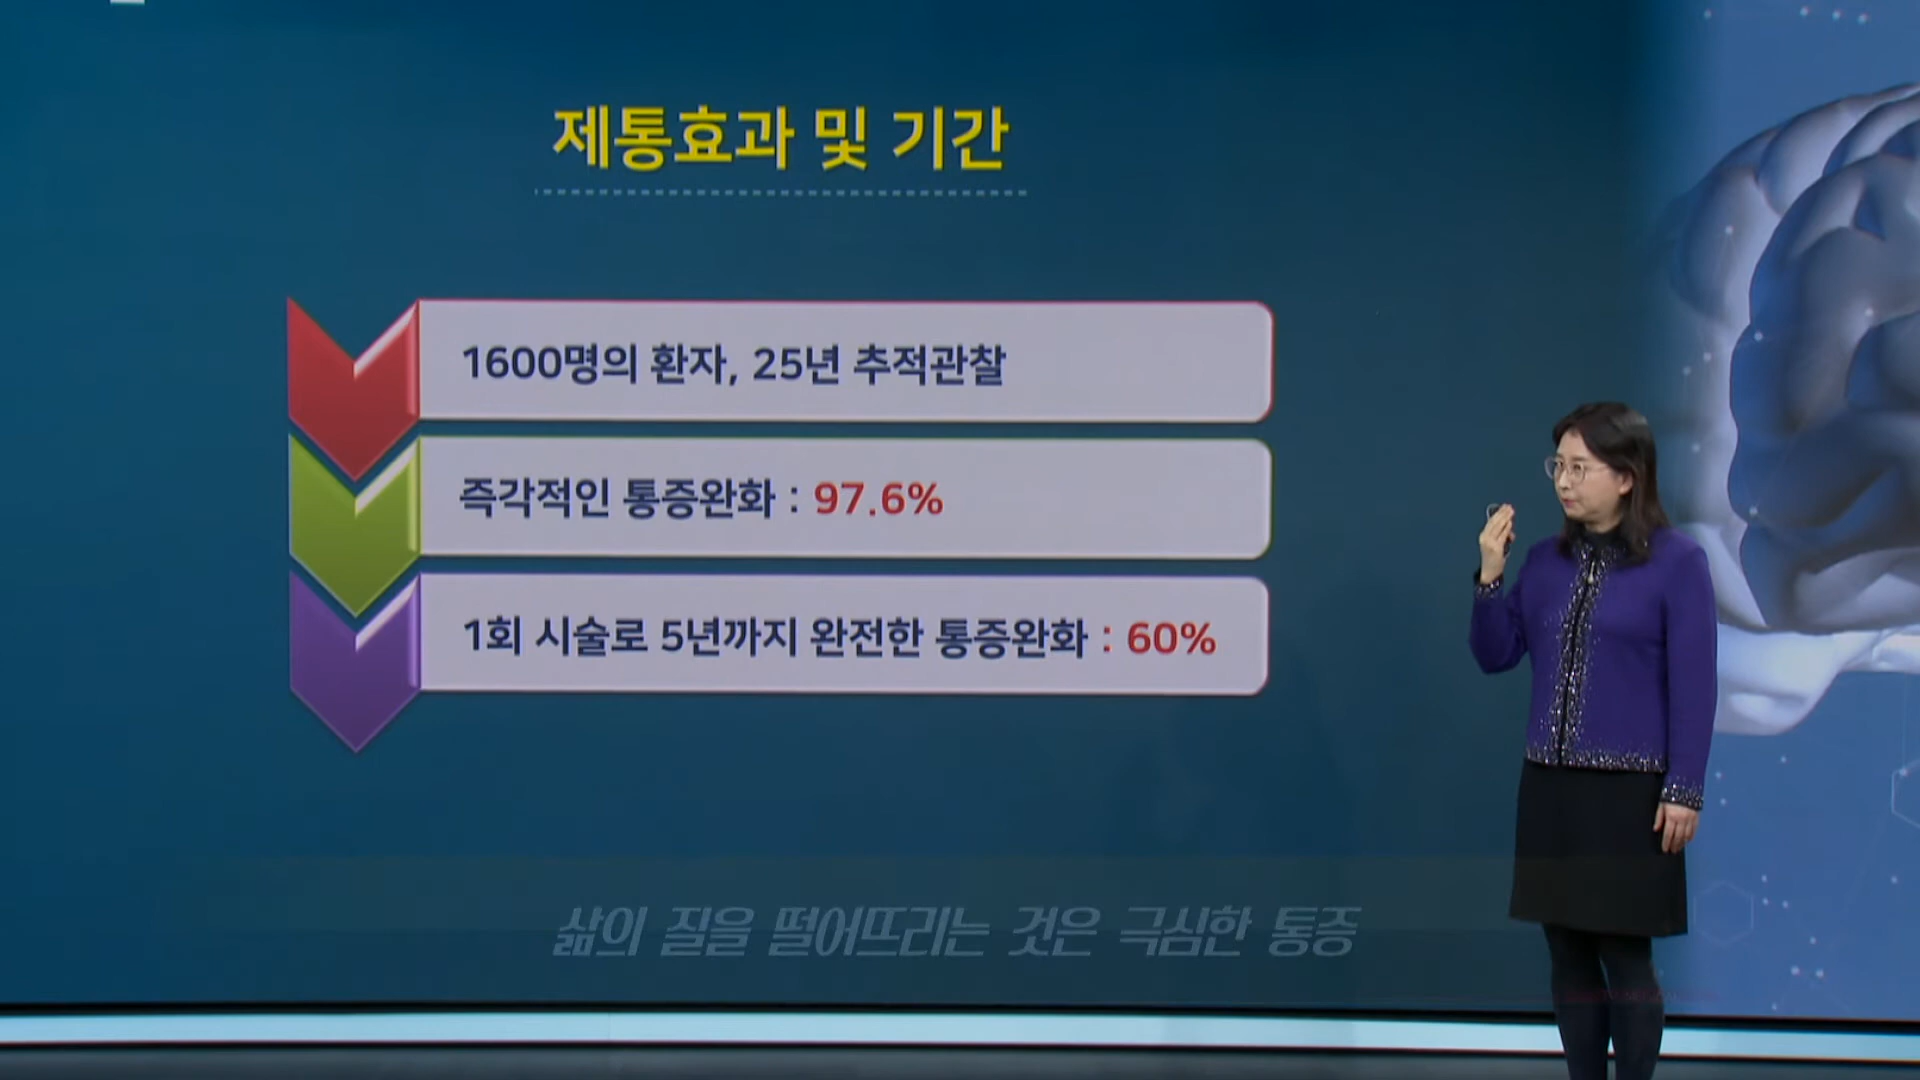 제통효과 및 기간
1600명의 환자, 25년 추적관찰
즉각적인 통증완화 : 97.6%
1회 시술로 5년까지 완전한 통증완화 : 60%
삶의 질을 떨어뜨리는 것은 극심한 통증